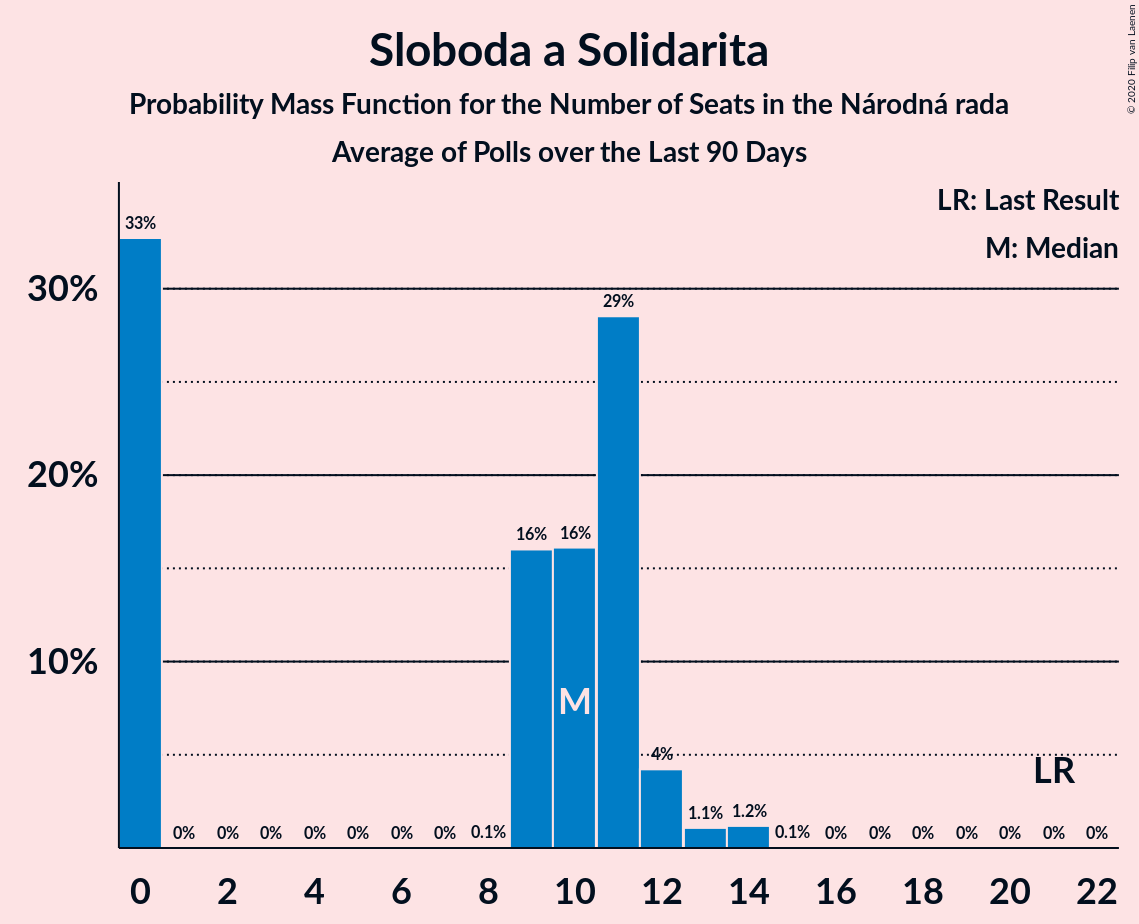 Sloboda a Solidarita
Probability Mass Function for the Number of Seats in the Národná rada
Average of Polls over the Last 90 Days
© 2020 Filip van Laenen
LR: Last Result
M: Median
33%
30%
29%
20%
16% 16%
10%
M
4%
LR
1.1% 1.2%
0% 0% 0% 0% 0% 0% 0% 0.1% 0.1% 0% 0% 0% 0% 0% 0% 0%
0 2 4 6 8 10 12 14 16 18 20 22